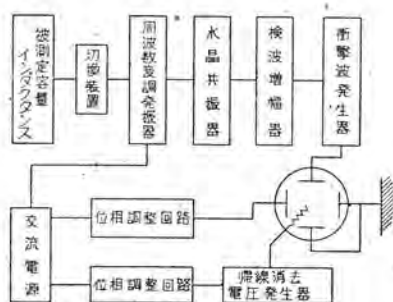 被測定容量
インダクタンス
切換装置
周波数変調発振器
水晶共振器
検波増幅器
衝撃波発生器
交流電源
位相調整回路
位相調整回路
帰線消去
電圧発生器